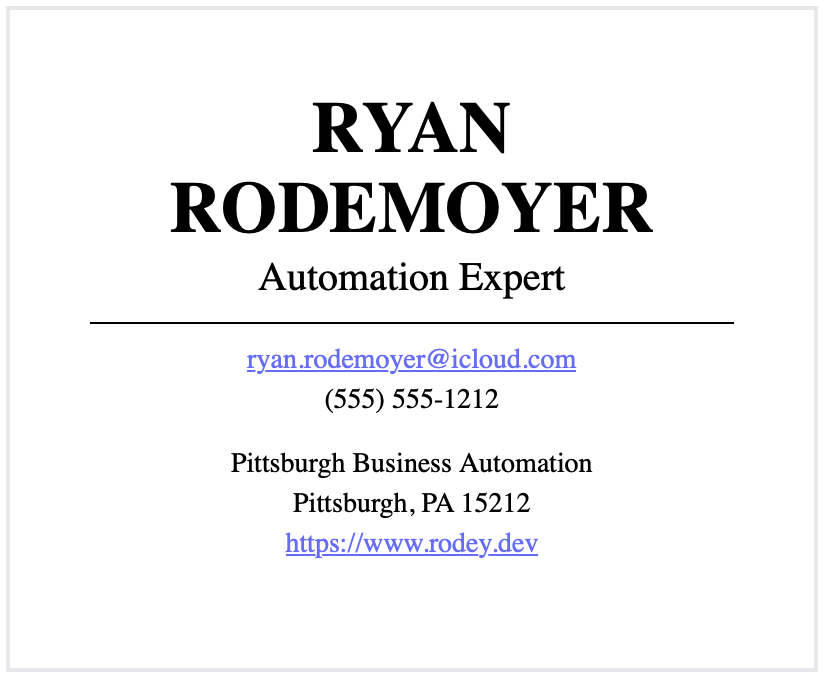 RYAN
RODEMOYER
Automation Expert
ryan.rodemoyer@icloud.com
(555) 555-1212
Pittsburgh Business Automation
Pittsburgh, PA 15212
https://www.rodey.dev